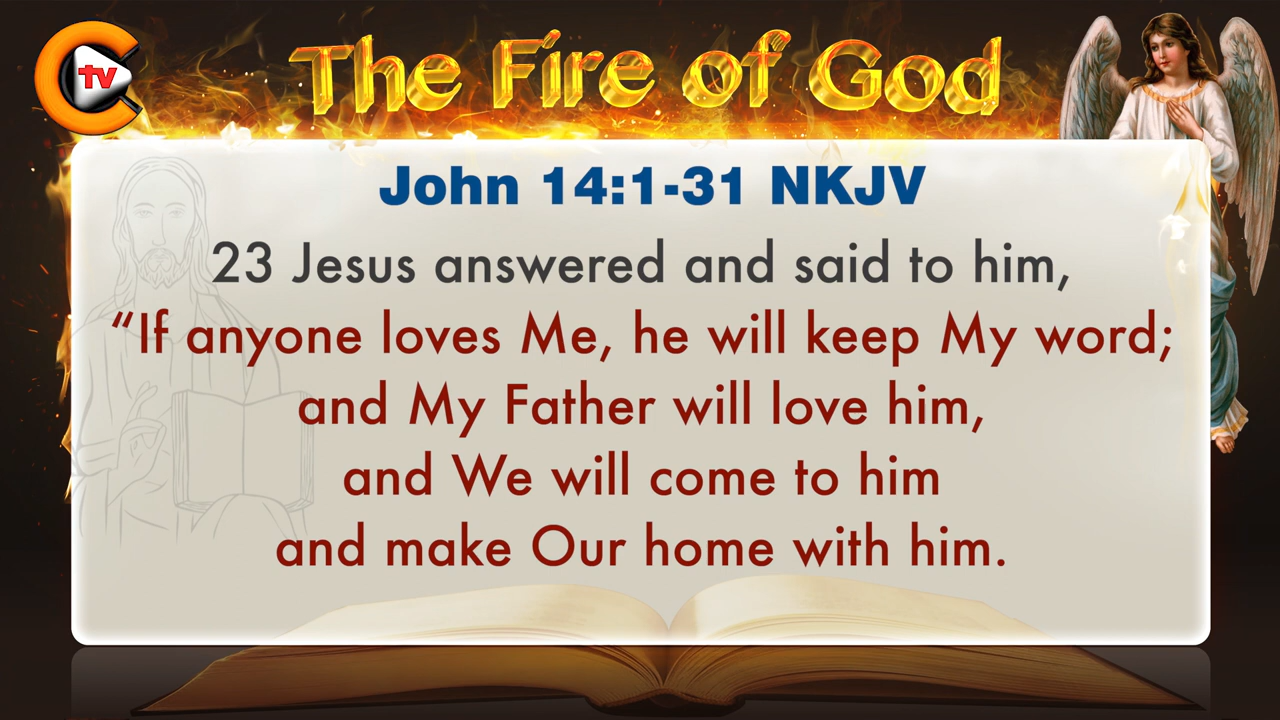 tv
The Fire of God
John 14:1-31 NKJV
23 Jesus answered and said to him,
“If anyone loves Me, he will keep My word;
and My Father will love him,
and We will come to him
and make Our home with him.